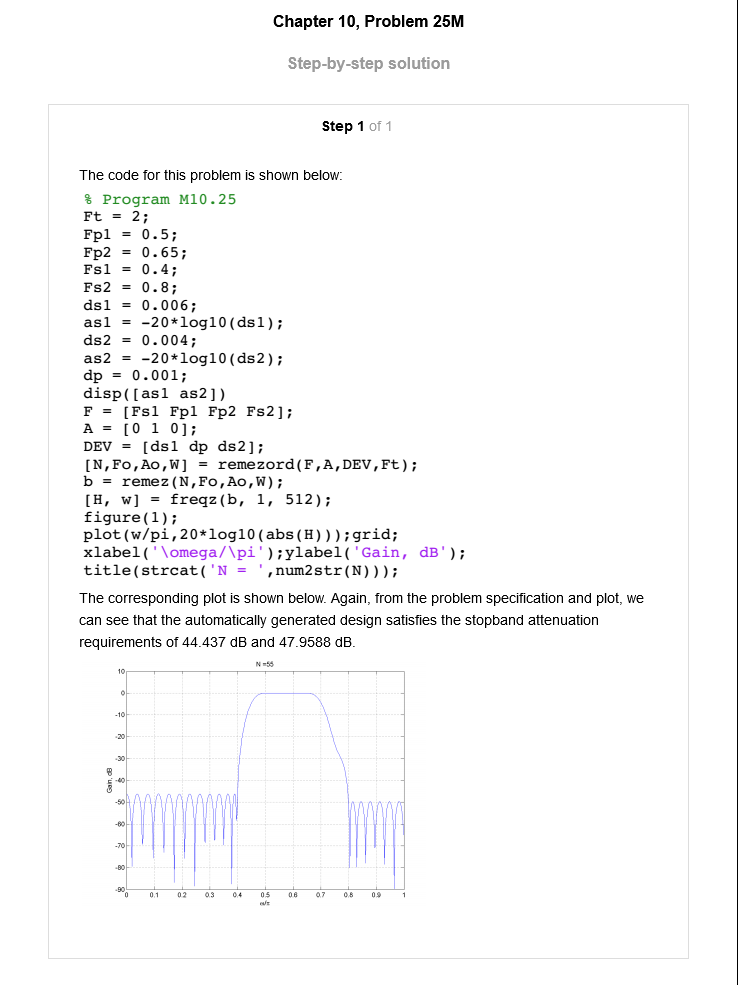 Chapter 10, Problem 25M
Step-by-step solution
Step 1 of 1
The code for this problem is shown below:
% Program M10.25
Ft = 2;
Fp1 = 0.5;
Fp2 = 0.65;
Fs1 = 0.4;
Fs2 = 0.8;
ds1 = 0.006;
as1 = -20*log10(ds1);
ds2 = 0.004;
as2 = -20*log10(ds2);
dp = 0.001;
disp([as1 as2])
F = [Fs1 Fp1 Fp2 Fs2];
A = [0 1 0];
DEV = [ds1 dp ds2];
[N,Fo,Ao,W] = remezord(F,A,DEV,Ft);
b = remez(N,Fo,Ao,W);
[H, w] = freqz(b, 1, 512);
figure(1);
plot(w/pi,20*log10(abs(H)));grid;
xlabel('\omega/\pi');ylabel('Gain, dB');
title(strcat('N = ',num2str(N)));
The corresponding plot is shown below. Again, from the problem specification and plot, we
can see that the automatically generated design satisfies the stopband attenuation
requirements of 44.437 dB and 47.9588 dB.
N =55
10
0
-10
-20
-30
-40
-50
-60
-70
-80
-90
Gain, dB
0 0.1 0.2 0.3 0.4 0.5 0.6 0.7 0.8 0.9 1
ω/π